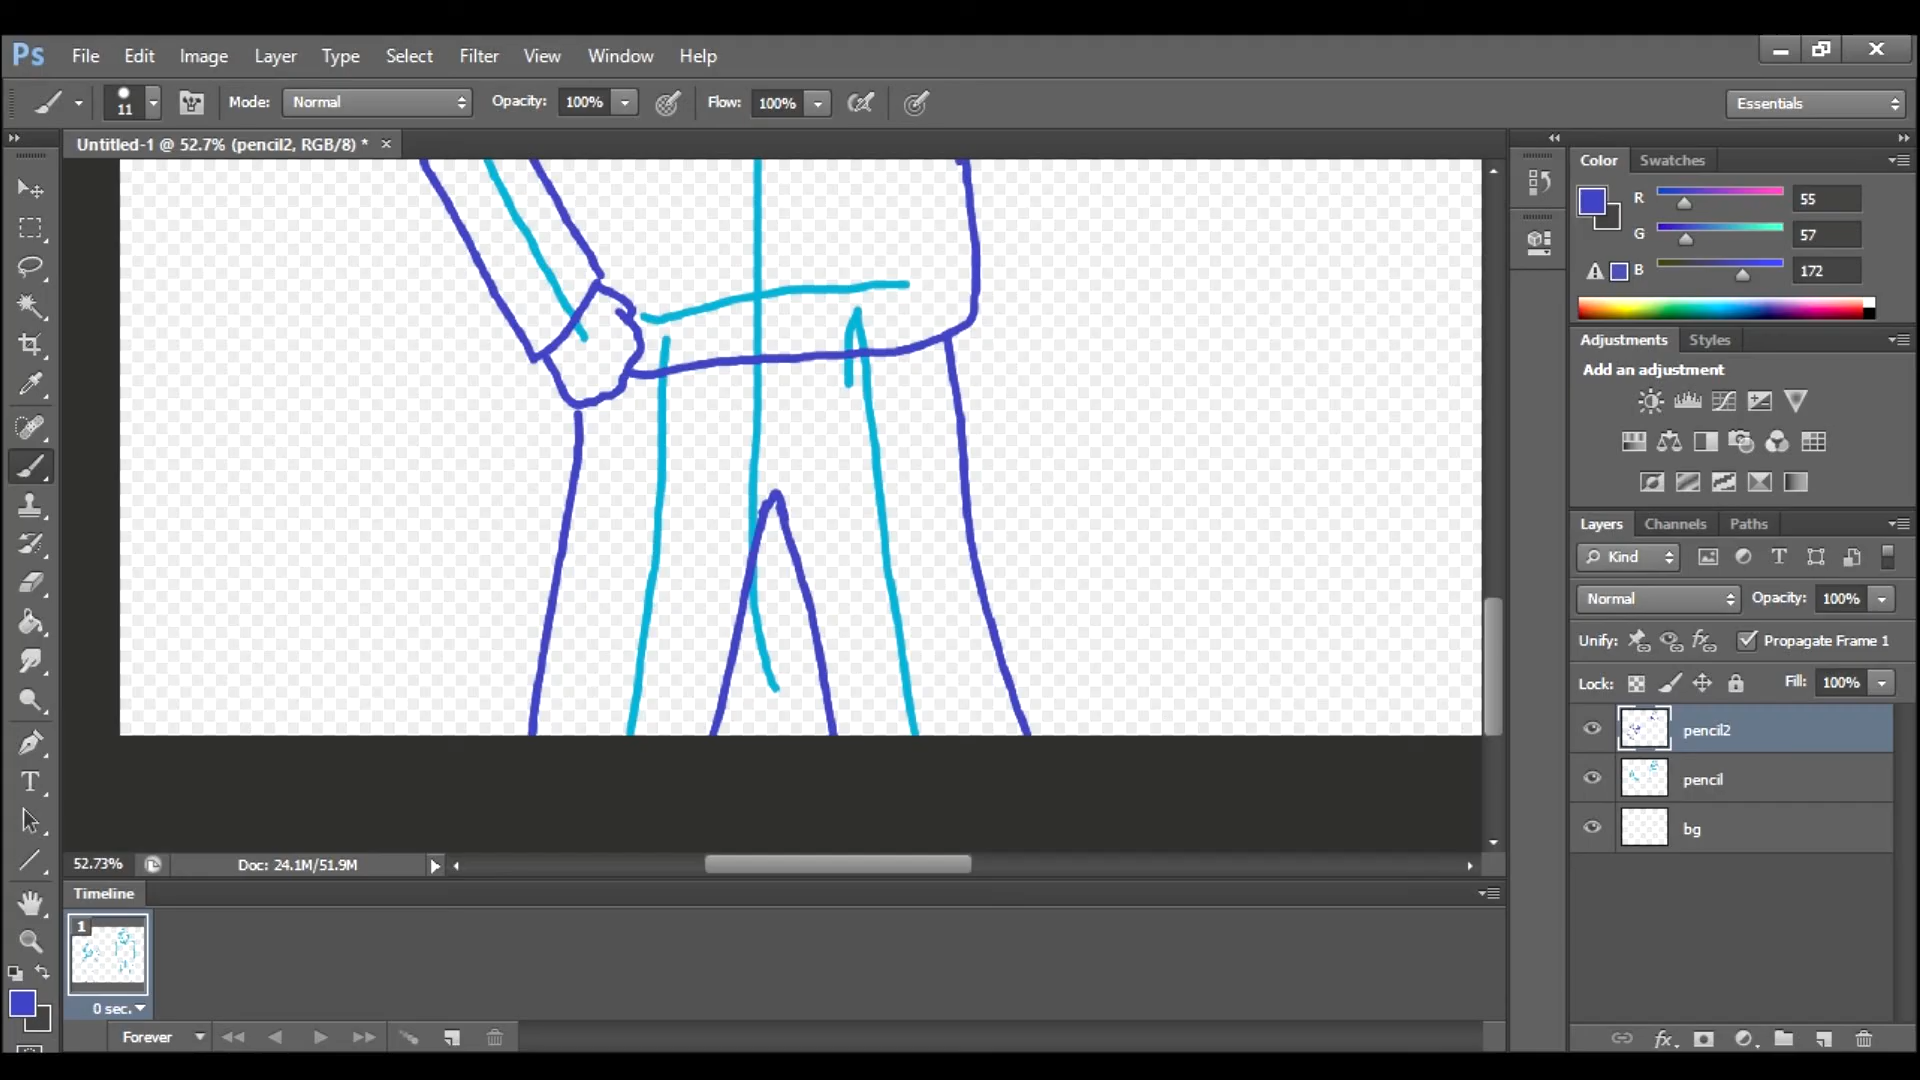 Ps File Edit Image Layer Type Select Filter View Window Help
11 Mode: Normal Opacity: 100% Flow: 100% Essentials
Untitled-1 @ 52.7% (pencil2, RGB/8) *
Color Swatches
R 55
G 57
B 172
Adjustments Styles
Add an adjustment
Layers Channels Paths
Kind
Normal Opacity: 100%
Unify: Propagate Frame 1
Lock: Fill: 100%
pencil2
pencil
bg
52.73% Doc: 24.1M/51.9M
Timeline
1
0 sec.
Forever